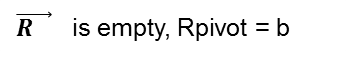 R is empty, Rpivot = b